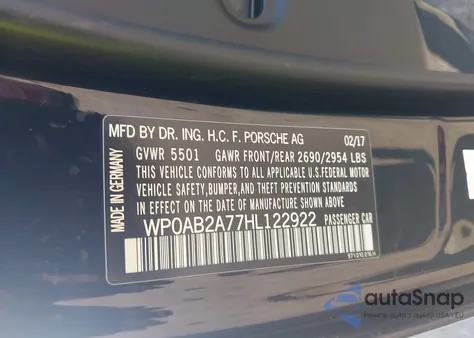 MFD BY DR. ING. H.C. F. PORSCHE AG 02/17
GVWR 5501 GAWR FRONT/REAR 2690/2954 LBS
THIS VEHICLE CONFORMS TO ALL APPLICABLE U.S.FEDERAL MOTOR
VEHICLE SAFETY,BUMPER,AND THEFT PREVENTION STANDARDS
IN EFFECT ON THE DATE OF MANUFACTURE SHOWN ABOVE
WP0AB2A77HL122922 PASSENGER CAR
MADE IN GERMANY
autoSnap